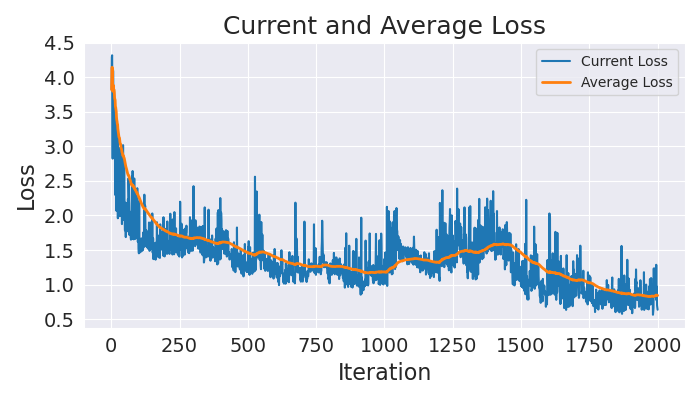 Current and Average Loss
4.5
4.0
3.5
3.0
2.5
2.0
1.5
1.0
0.5
Loss
Current Loss
Average Loss
0 250 500 750 1000 1250 1500 1750 2000
Iteration